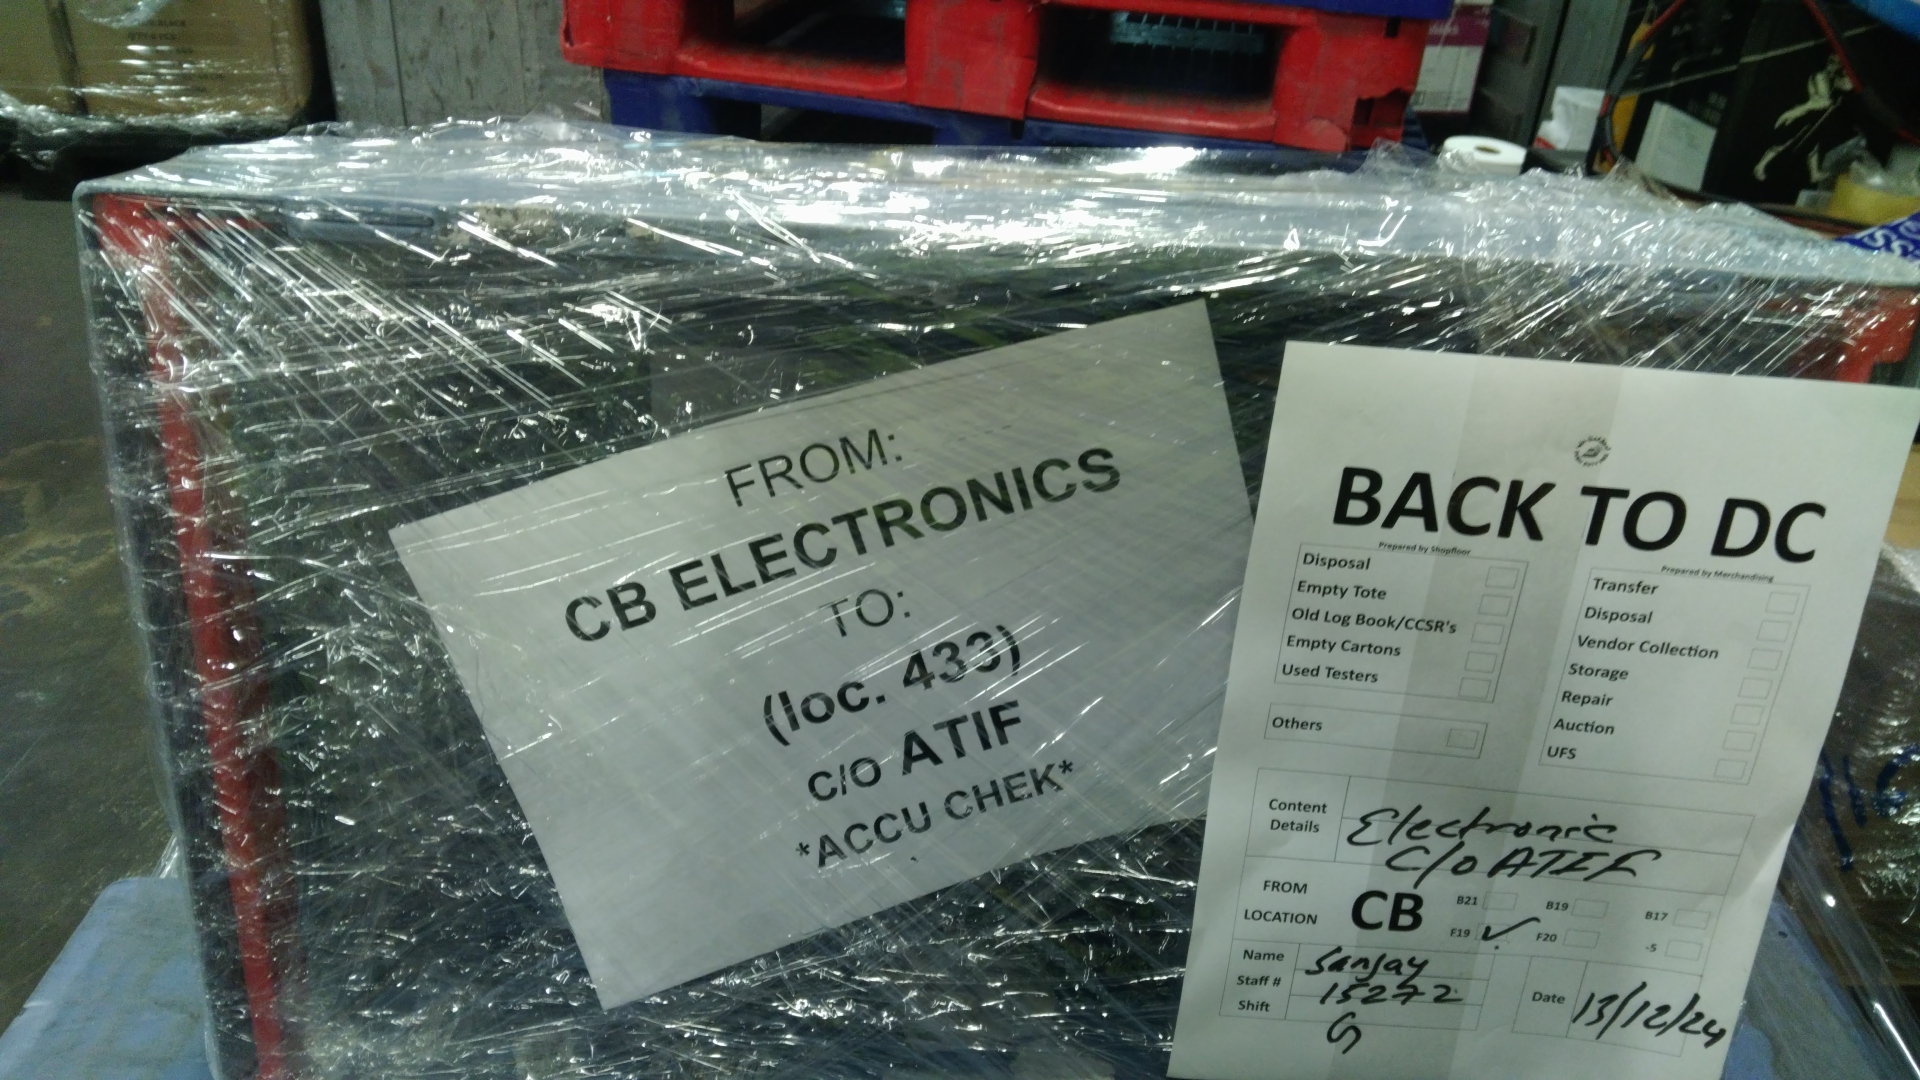 FROM:
CB ELECTRONICS
TO:
(loc. 433)
C/O ATIF
*ACCU CHEK*
BACK TO DC
Prepared by Shopfloor
Disposal
Empty Tote
Old Log Book/CCSR's
Empty Cartons
Used Testers
Others
Prepared by Merchandising
Transfer
Disposal
Vendor Collection
Storage
Repair
Auction
UFS
Content Details
Electronic
C/o ATIF
FROM LOCATION
CB
B21 B19 B17
F19 ✓ F20 -5
Name Sanjay
Staff # 15272
Shift G
Date 13/12/24